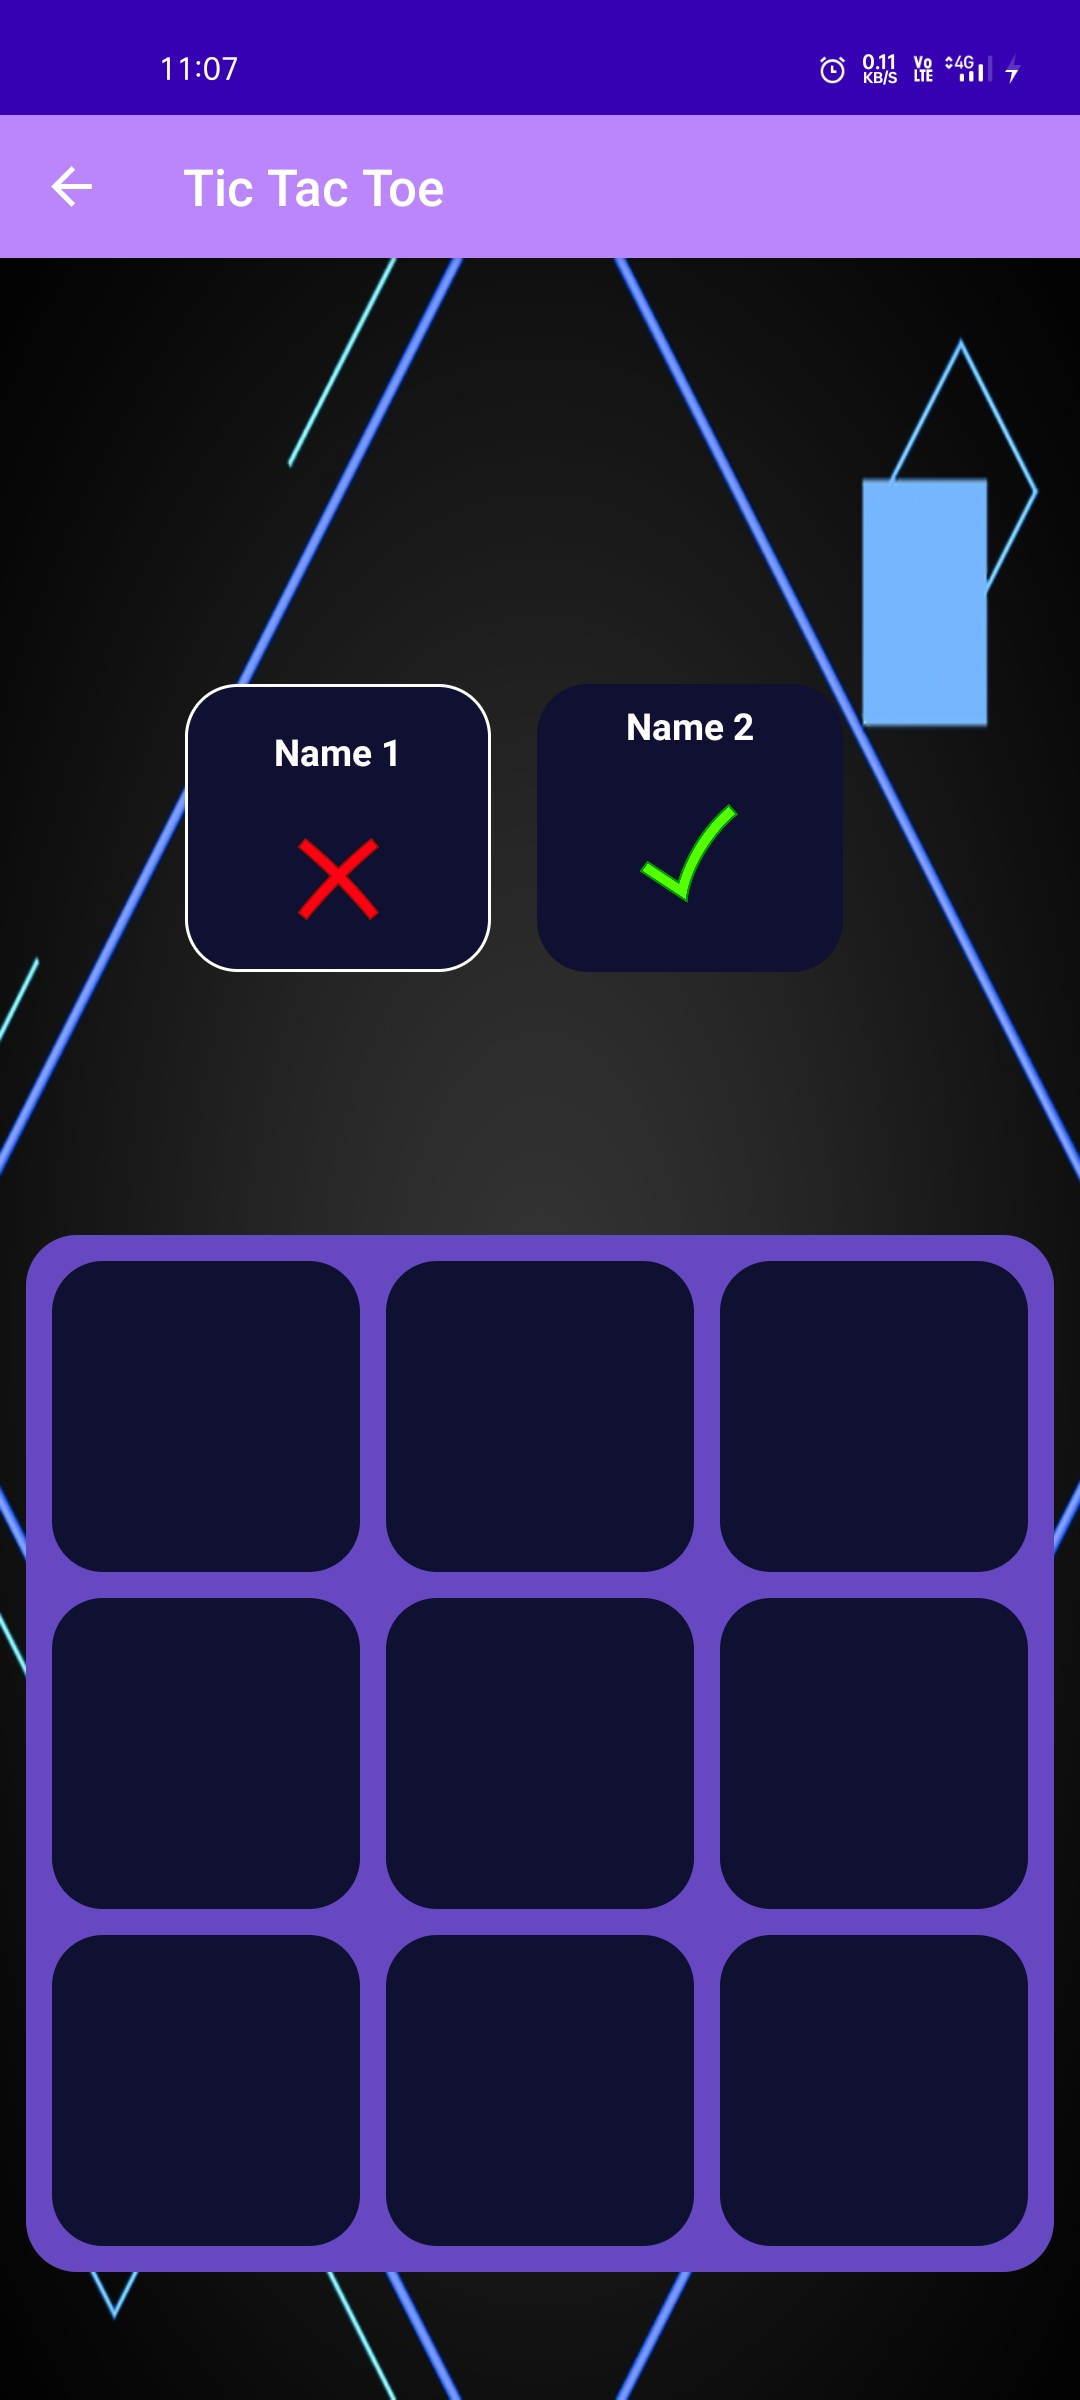 11:07
0.11
KB/S
Vo
LTE
4G
Tic Tac Toe
Name 1
Name 2